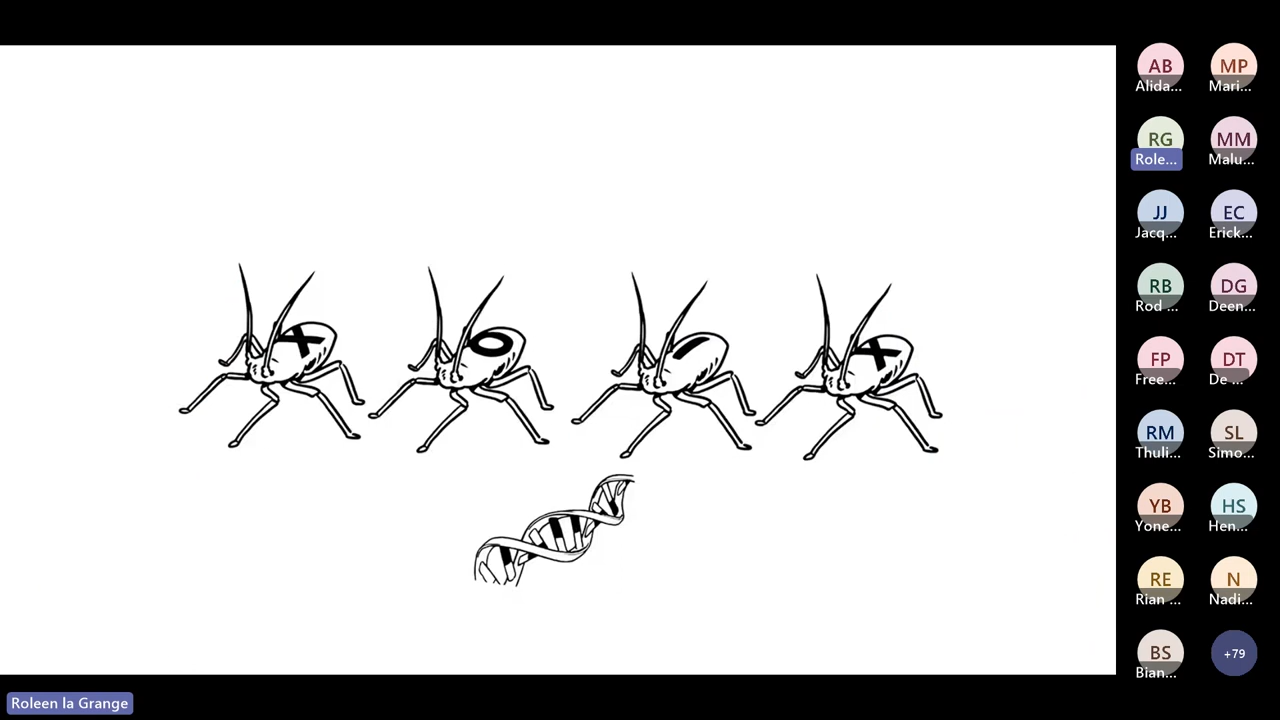 X
O
X
AB
Alida...
MP
Mari...
RG
Role...
MM
Malu...
JJ
Jacq...
EC
Erick...
RB
Rod ...
DG
Deen...
FP
Free...
DT
De ...
RM
Thuli...
SL
Simo...
YB
Yone...
HS
Hen...
RE
Rian ...
N
Nadi...
BS
Bian...
+79
Roleen la Grange